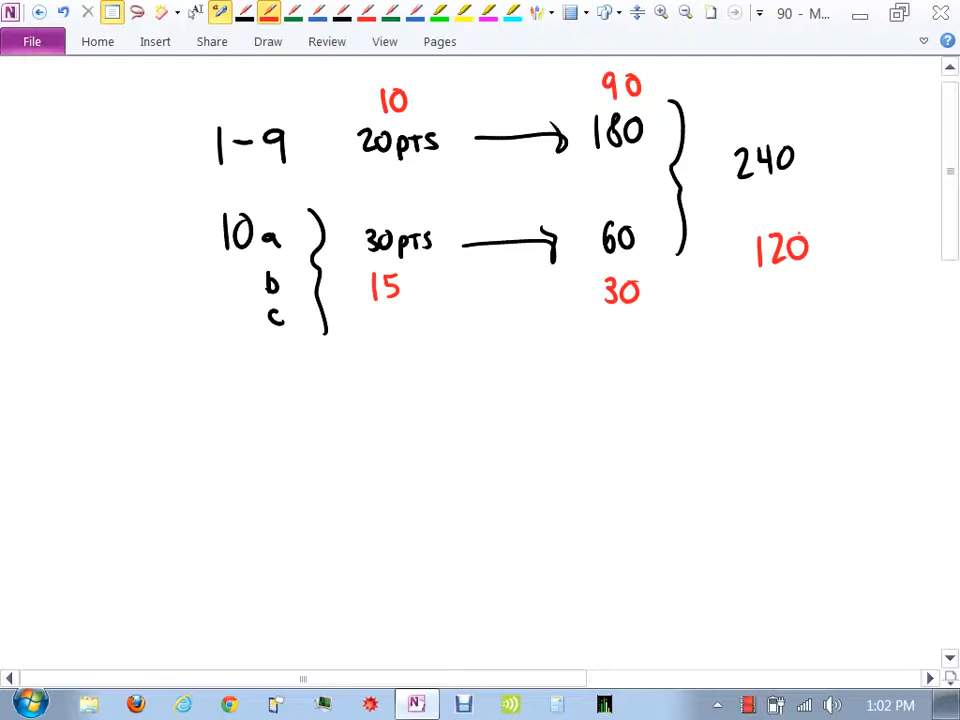 90 - M...
File Home Insert Share Draw Review View Pages
10 90
1-9 20pts → 180
240
10a 30pts → 60
120
b 15 30
c
1:02 PM